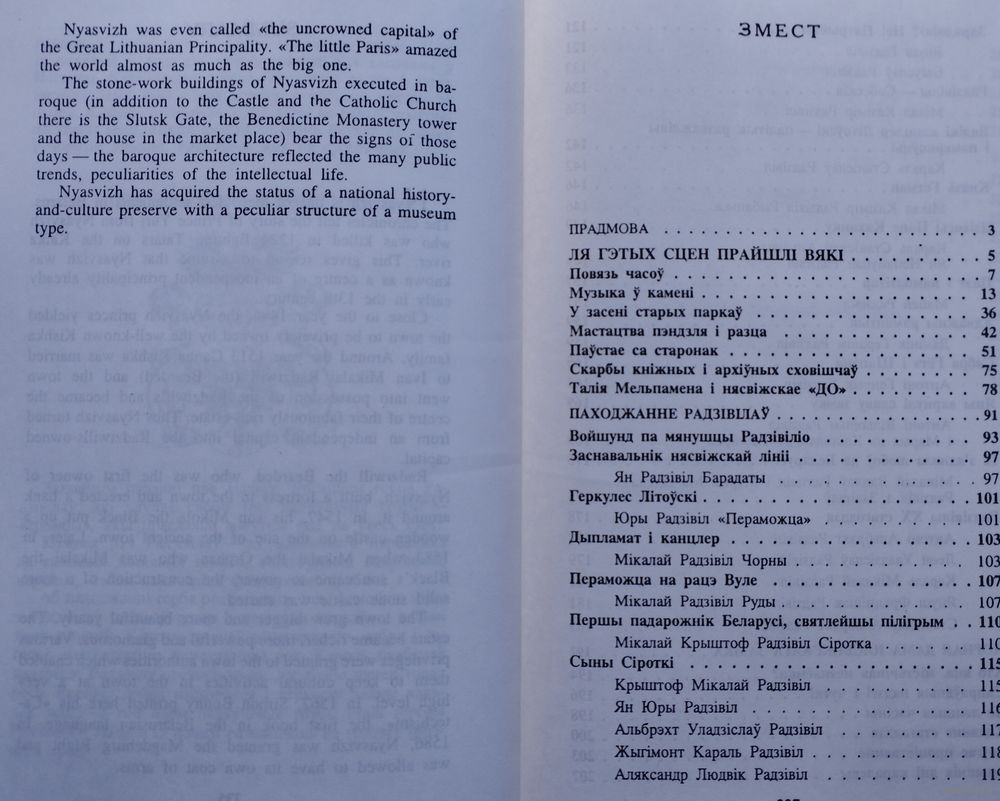 Nyasvizh was even called «the uncrowned capital» of
the Great Lithuanian Principality. «The little Paris» amazed
the world almost as much as the big one.
The stone-work buildings of Nyasvizh executed in ba-
roque (in addition to the Castle and the Catholic Church
there is the Slutsk Gate, the Benedictine Monastery tower
and the house in the market place) bear the signs of those
days — the baroque architecture reflected the many public
trends, peculiarities of the intellectual life.
Nyasvizh has acquired the status of a national history-
and-culture preserve with a peculiar structure of a museum
type.
ЗМЕСТ
ПРАДМОВА . . . . . . . . . . . . . . . . . 3
ЛЯ ГЭТЫХ СЦЕН ПРАЙШЛІ ВЯКІ . . . . . . . . 5
Повязь часоў . . . . . . . . . . . . . . . . 7
Музыка ў камені . . . . . . . . . . . . . . 13
У засені старых паркаў . . . . . . . . . . . 36
Мастацтва пэндзля і разца . . . . . . . . . 42
Паўстае са старонак . . . . . . . . . . . . 51
Скарбы кніжных і архіўных сховішчаў . . . . 75
Талія Мельпамена і нясвіжскае «ДО» . . . . . 78
ПАХОДЖАННЕ РАДЗІВІЛАЎ . . . . . . . . . . . 91
Войшунд па мянушцы Радзівіліо . . . . . . . 93
Заснавальнік нясвіжскай лініі . . . . . . . . 97
Ян Радзівіл Барадаты . . . . . . . . . . . 97
Геркулес Літоўскі . . . . . . . . . . . . . 101
Юры Радзівіл «Пераможца» . . . . . . . . 101
Дыпламат і канцлер . . . . . . . . . . . . 103
Мікалай Радзівіл Чорны . . . . . . . . . . 103
Пераможца на рацэ Вуле . . . . . . . . . . 107
Мікалай Радзівіл Руды . . . . . . . . . . 107
Першы падарожнік Беларусі, святлейшы пілігрым . . 110
Мікалай Крыштоф Радзівіл Сіротка . . . . . 110
Сыны Сіроткі . . . . . . . . . . . . . . . 115
Крыштоф Мікалай Радзівіл . . . . . . . . 115
Ян Юры Радзівіл . . . . . . . . . . . . . 116
Альбрэхт Уладзіслаў Радзівіл . . . . . . . 117
Жыгімонт Караль Радзівіл . . . . . . . . . 118
Аляксандр Людвік Радзівіл . . . . . . . . 119